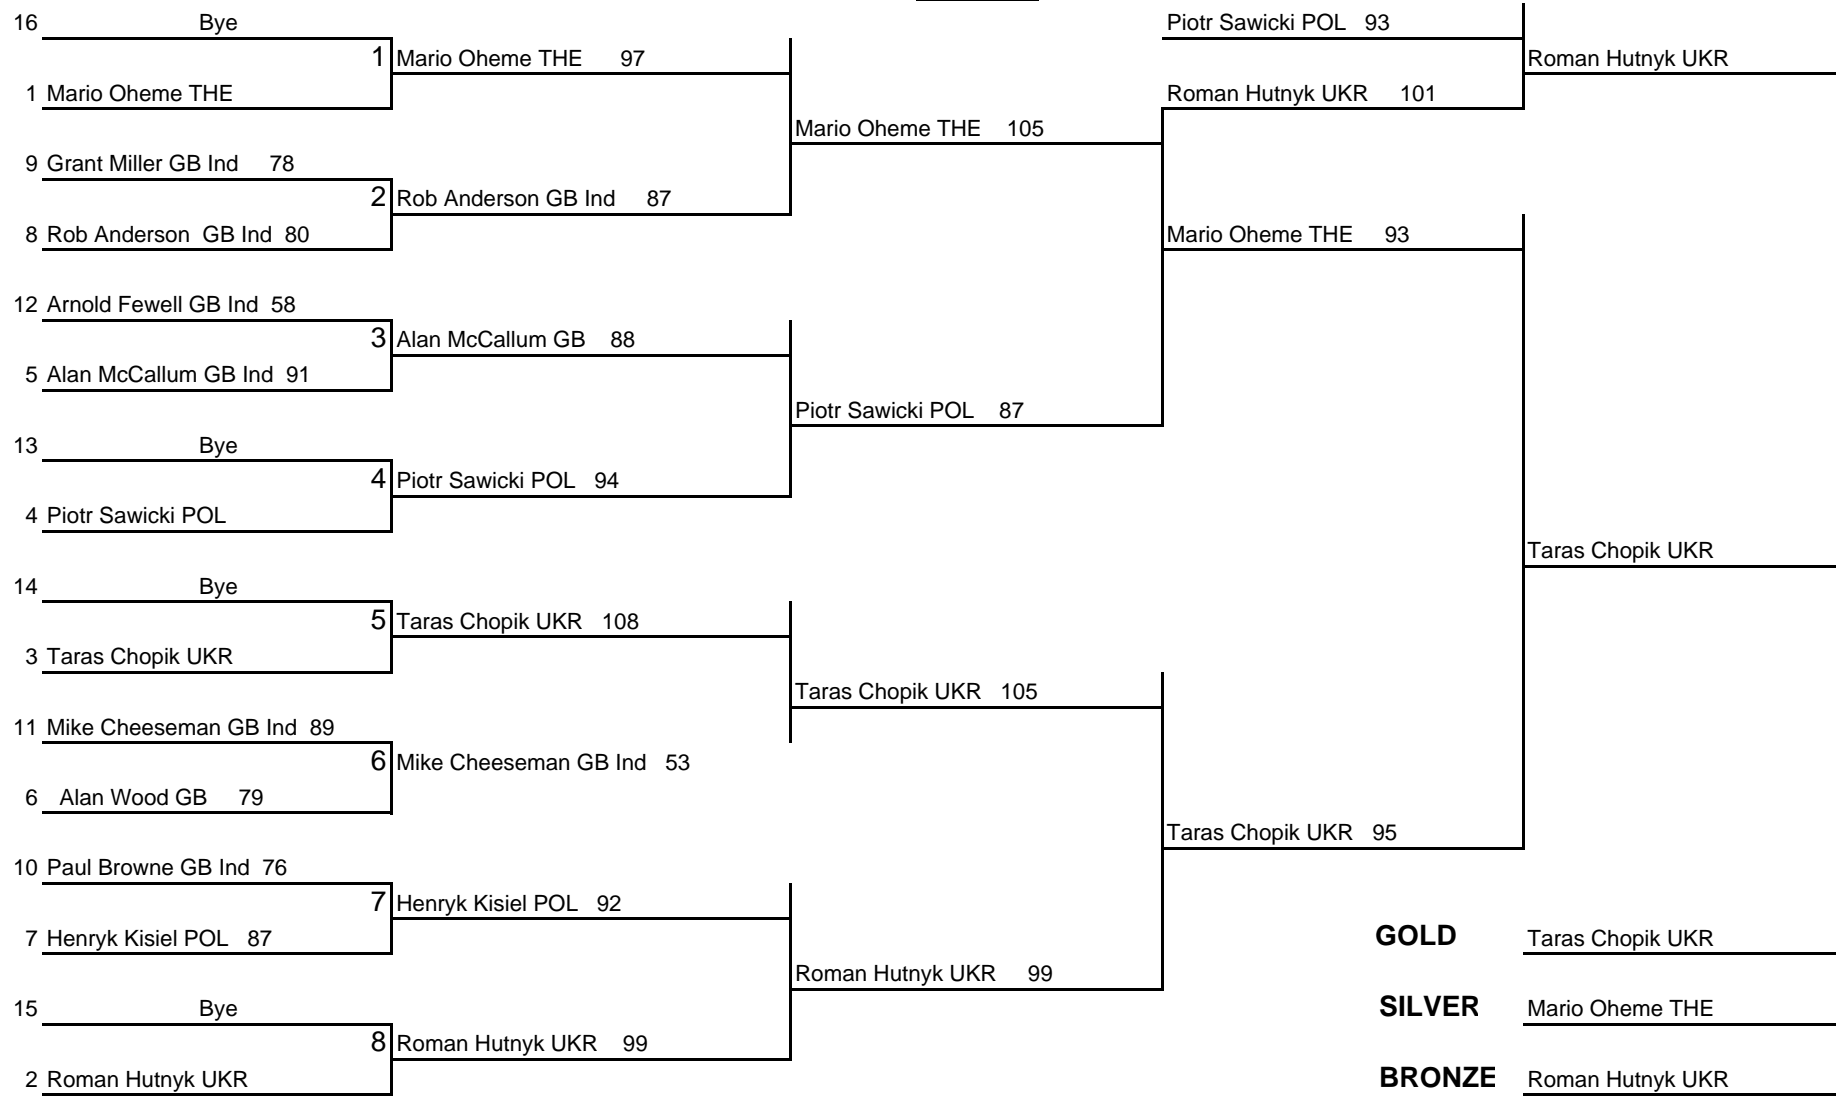 16 Bye Piotr Sawicki POL 93
1 Mario Oheme THE 97 Roman Hutnyk UKR
1 Mario Oheme THE Roman Hutnyk UKR 101
Mario Oheme THE 105
9 Grant Miller GB Ind 78
2 Rob Anderson GB Ind 87
8 Rob Anderson GB Ind 80 Mario Oheme THE 93
12 Arnold Fewell GB Ind 58
3 Alan McCallum GB 88
5 Alan McCallum GB Ind 91
Piotr Sawicki POL 87
13 Bye
4 Piotr Sawicki POL 94
4 Piotr Sawicki POL
Taras Chopik UKR
14 Bye
5 Taras Chopik UKR 108
3 Taras Chopik UKR
Taras Chopik UKR 105
11 Mike Cheeseman GB Ind 89
6 Mike Cheeseman GB Ind 53
6 Alan Wood GB 79
Taras Chopik UKR 95
10 Paul Browne GB Ind 76
7 Henryk Kisiel POL 92
7 Henryk Kisiel POL 87 GOLD Taras Chopik UKR
Roman Hutnyk UKR 99
15 Bye SILVER Mario Oheme THE
8 Roman Hutnyk UKR 99
2 Roman Hutnyk UKR BRONZE Roman Hutnyk UKR